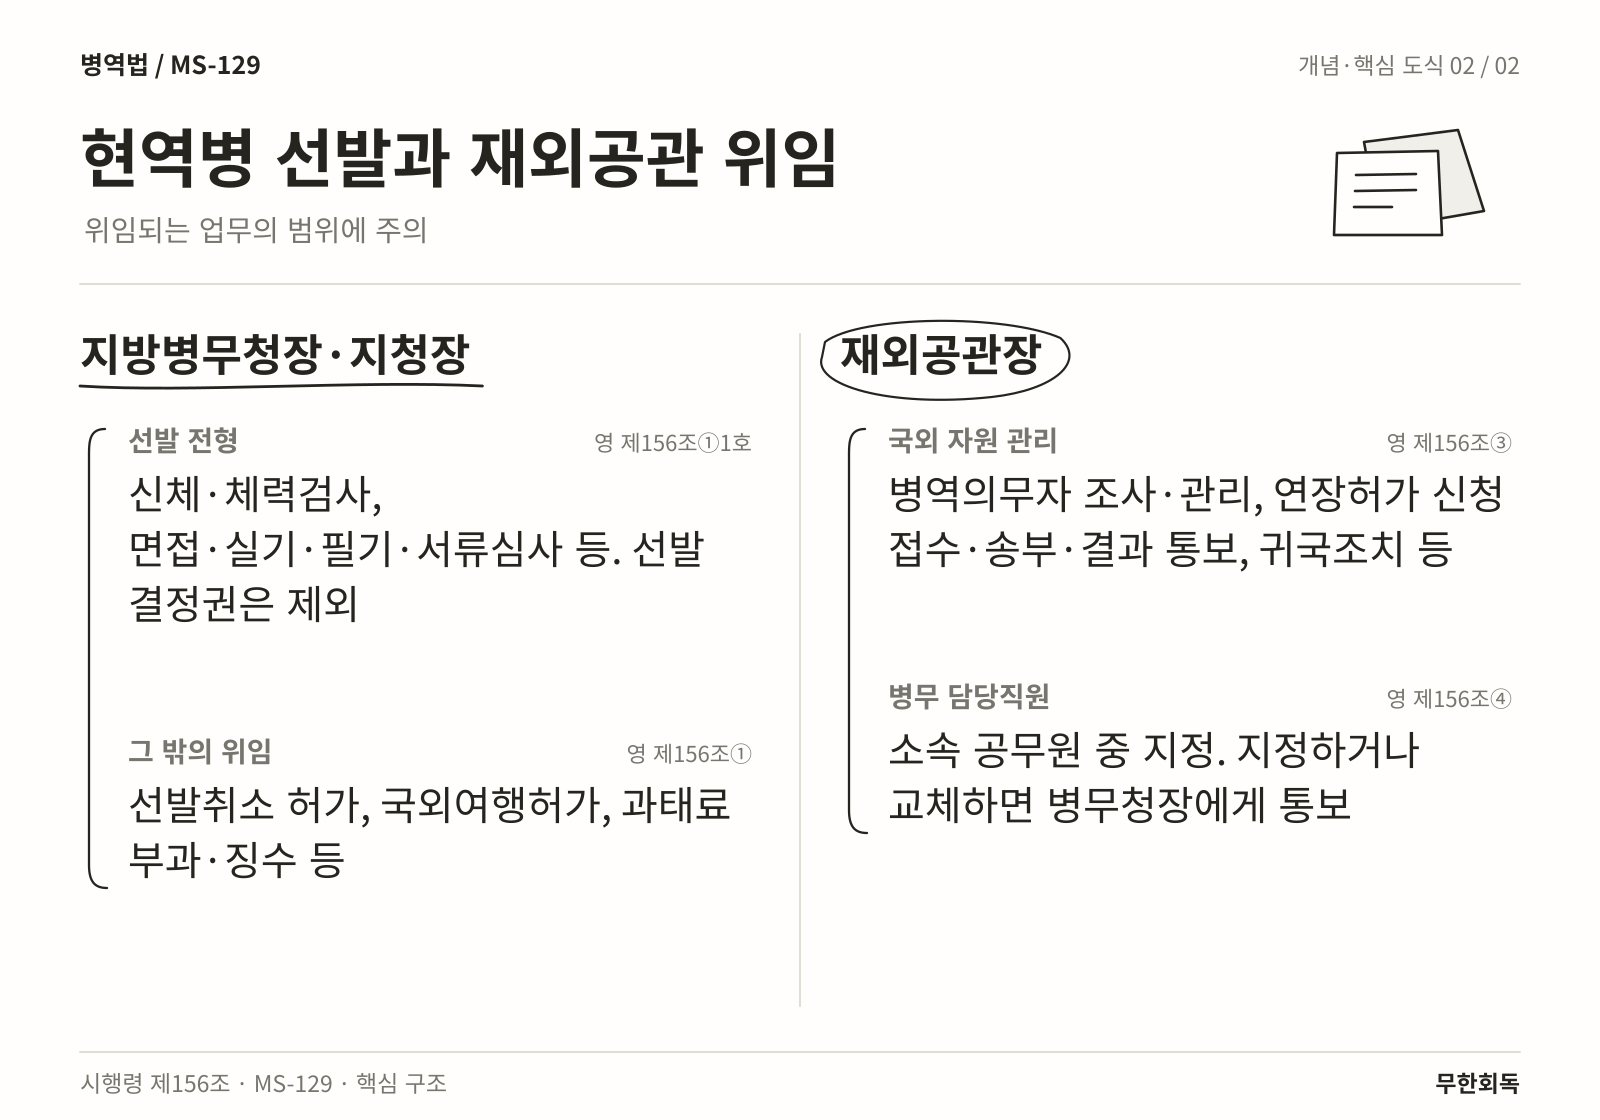 병역법 / MS-129
개념·핵심 도식 02 / 02
현역병 선발과 재외공관 위임
위임되는 업무의 범위에 주의
지방병무청장·지청장
선발 전형
영 제156조①1호
신체·체력검사,
면접·실기·필기·서류심사 등. 선발
결정권은 제외
그 밖의 위임
영 제156조①
선발취소 허가, 국외여행허가, 과태료
부과·징수 등
재외공관장
국외 자원 관리
영 제156조③
병역의무자 조사·관리, 연장허가 신청
접수·송부·결과 통보, 귀국조치 등
병무 담당직원
영 제156조④
소속 공무원 중 지정. 지정하거나
교체하면 병무청장에게 통보
시행령 제156조 · MS-129 · 핵심 구조
무한회독